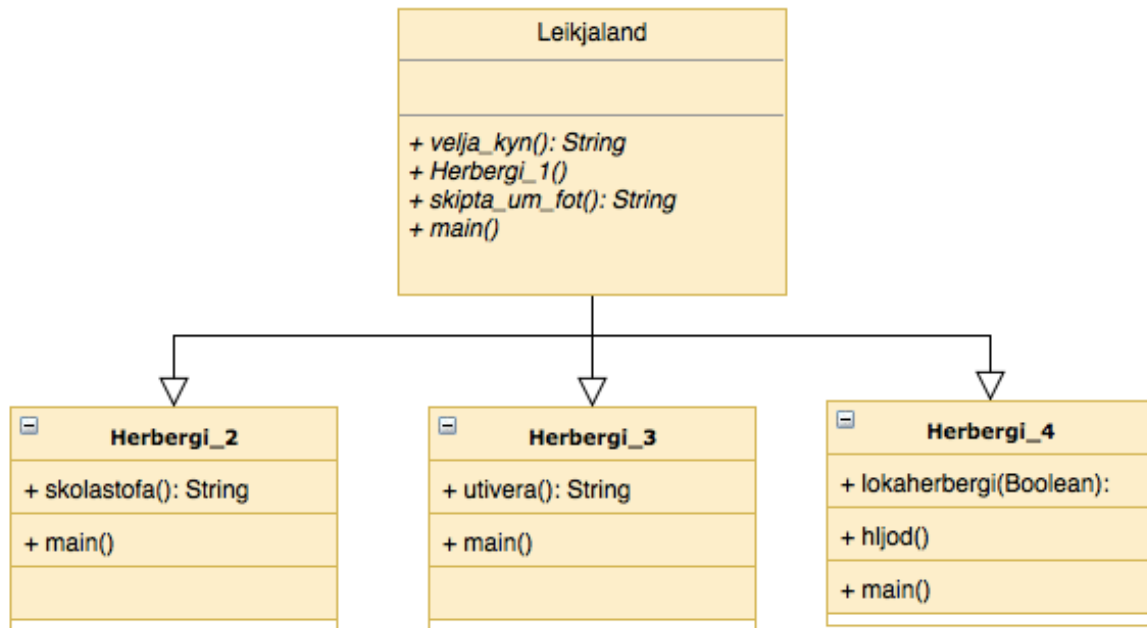 Leikjaland
+ velja_kyn(): String
+ Herbergi_1()
+ skipta_um_fot(): String
+ main()
Herbergi_2
+ skolastofa(): String
+ main()
Herbergi_3
+ utivera(): String
+ main()
Herbergi_4
+ lokaherbergi(Boolean):
+ hljod()
+ main()